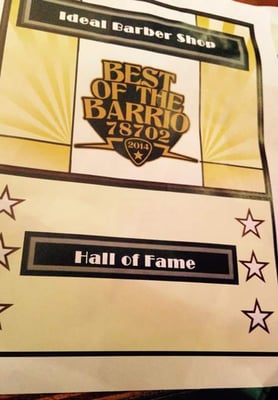 Ideal Barber Shop
BEST
OF THE
BARRIO
78702
2014
Hall of Fame